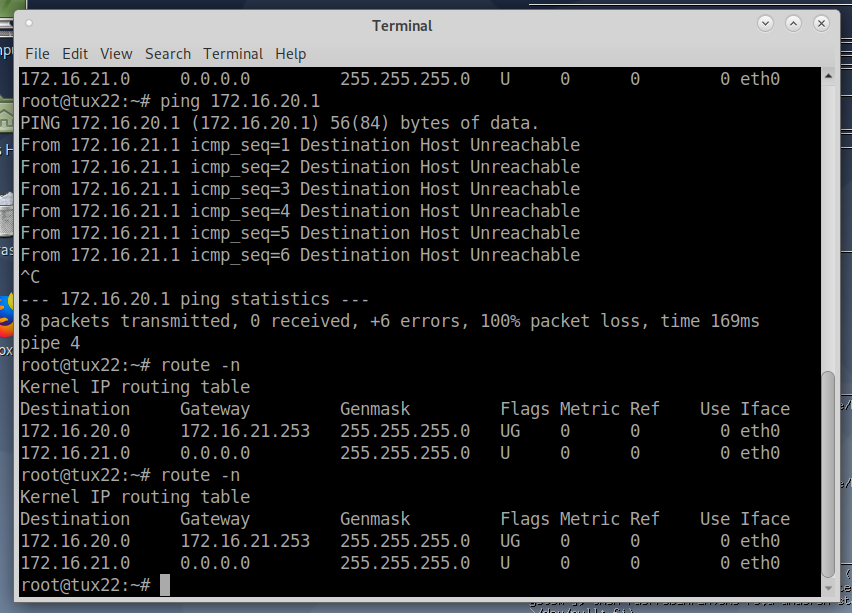 Terminal
File Edit View Search Terminal Help
172.16.21.0     0.0.0.0         255.255.255.0   U     0      0        0 eth0
root@tux22:~# ping 172.16.20.1
PING 172.16.20.1 (172.16.20.1) 56(84) bytes of data.
From 172.16.21.1 icmp_seq=1 Destination Host Unreachable
From 172.16.21.1 icmp_seq=2 Destination Host Unreachable
From 172.16.21.1 icmp_seq=3 Destination Host Unreachable
From 172.16.21.1 icmp_seq=4 Destination Host Unreachable
From 172.16.21.1 icmp_seq=5 Destination Host Unreachable
From 172.16.21.1 icmp_seq=6 Destination Host Unreachable
^C
--- 172.16.20.1 ping statistics ---
8 packets transmitted, 0 received, +6 errors, 100% packet loss, time 169ms
pipe 4
root@tux22:~# route -n
Kernel IP routing table
Destination     Gateway         Genmask         Flags Metric Ref    Use Iface
172.16.20.0     172.16.21.253   255.255.255.0   UG    0      0        0 eth0
172.16.21.0     0.0.0.0         255.255.255.0   U     0      0        0 eth0
root@tux22:~# route -n
Kernel IP routing table
Destination     Gateway         Genmask         Flags Metric Ref    Use Iface
172.16.20.0     172.16.21.253   255.255.255.0   UG    0      0        0 eth0
172.16.21.0     0.0.0.0         255.255.255.0   U     0      0        0 eth0
root@tux22:~#